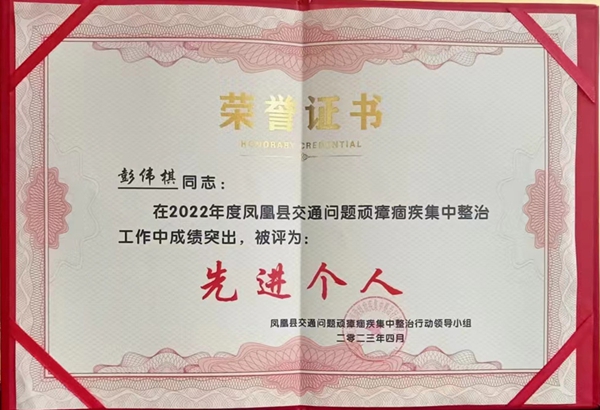 荣誉证书
HONORARY CREDENTIAL
彭伟棋同志：
在2022年度凤凰县交通问题顽瘴痼疾集中整治
工作中成绩突出，被评为：
先进个人
凤凰县交通问题顽瘴痼疾集中整治行动领导小组
二零二三年四月